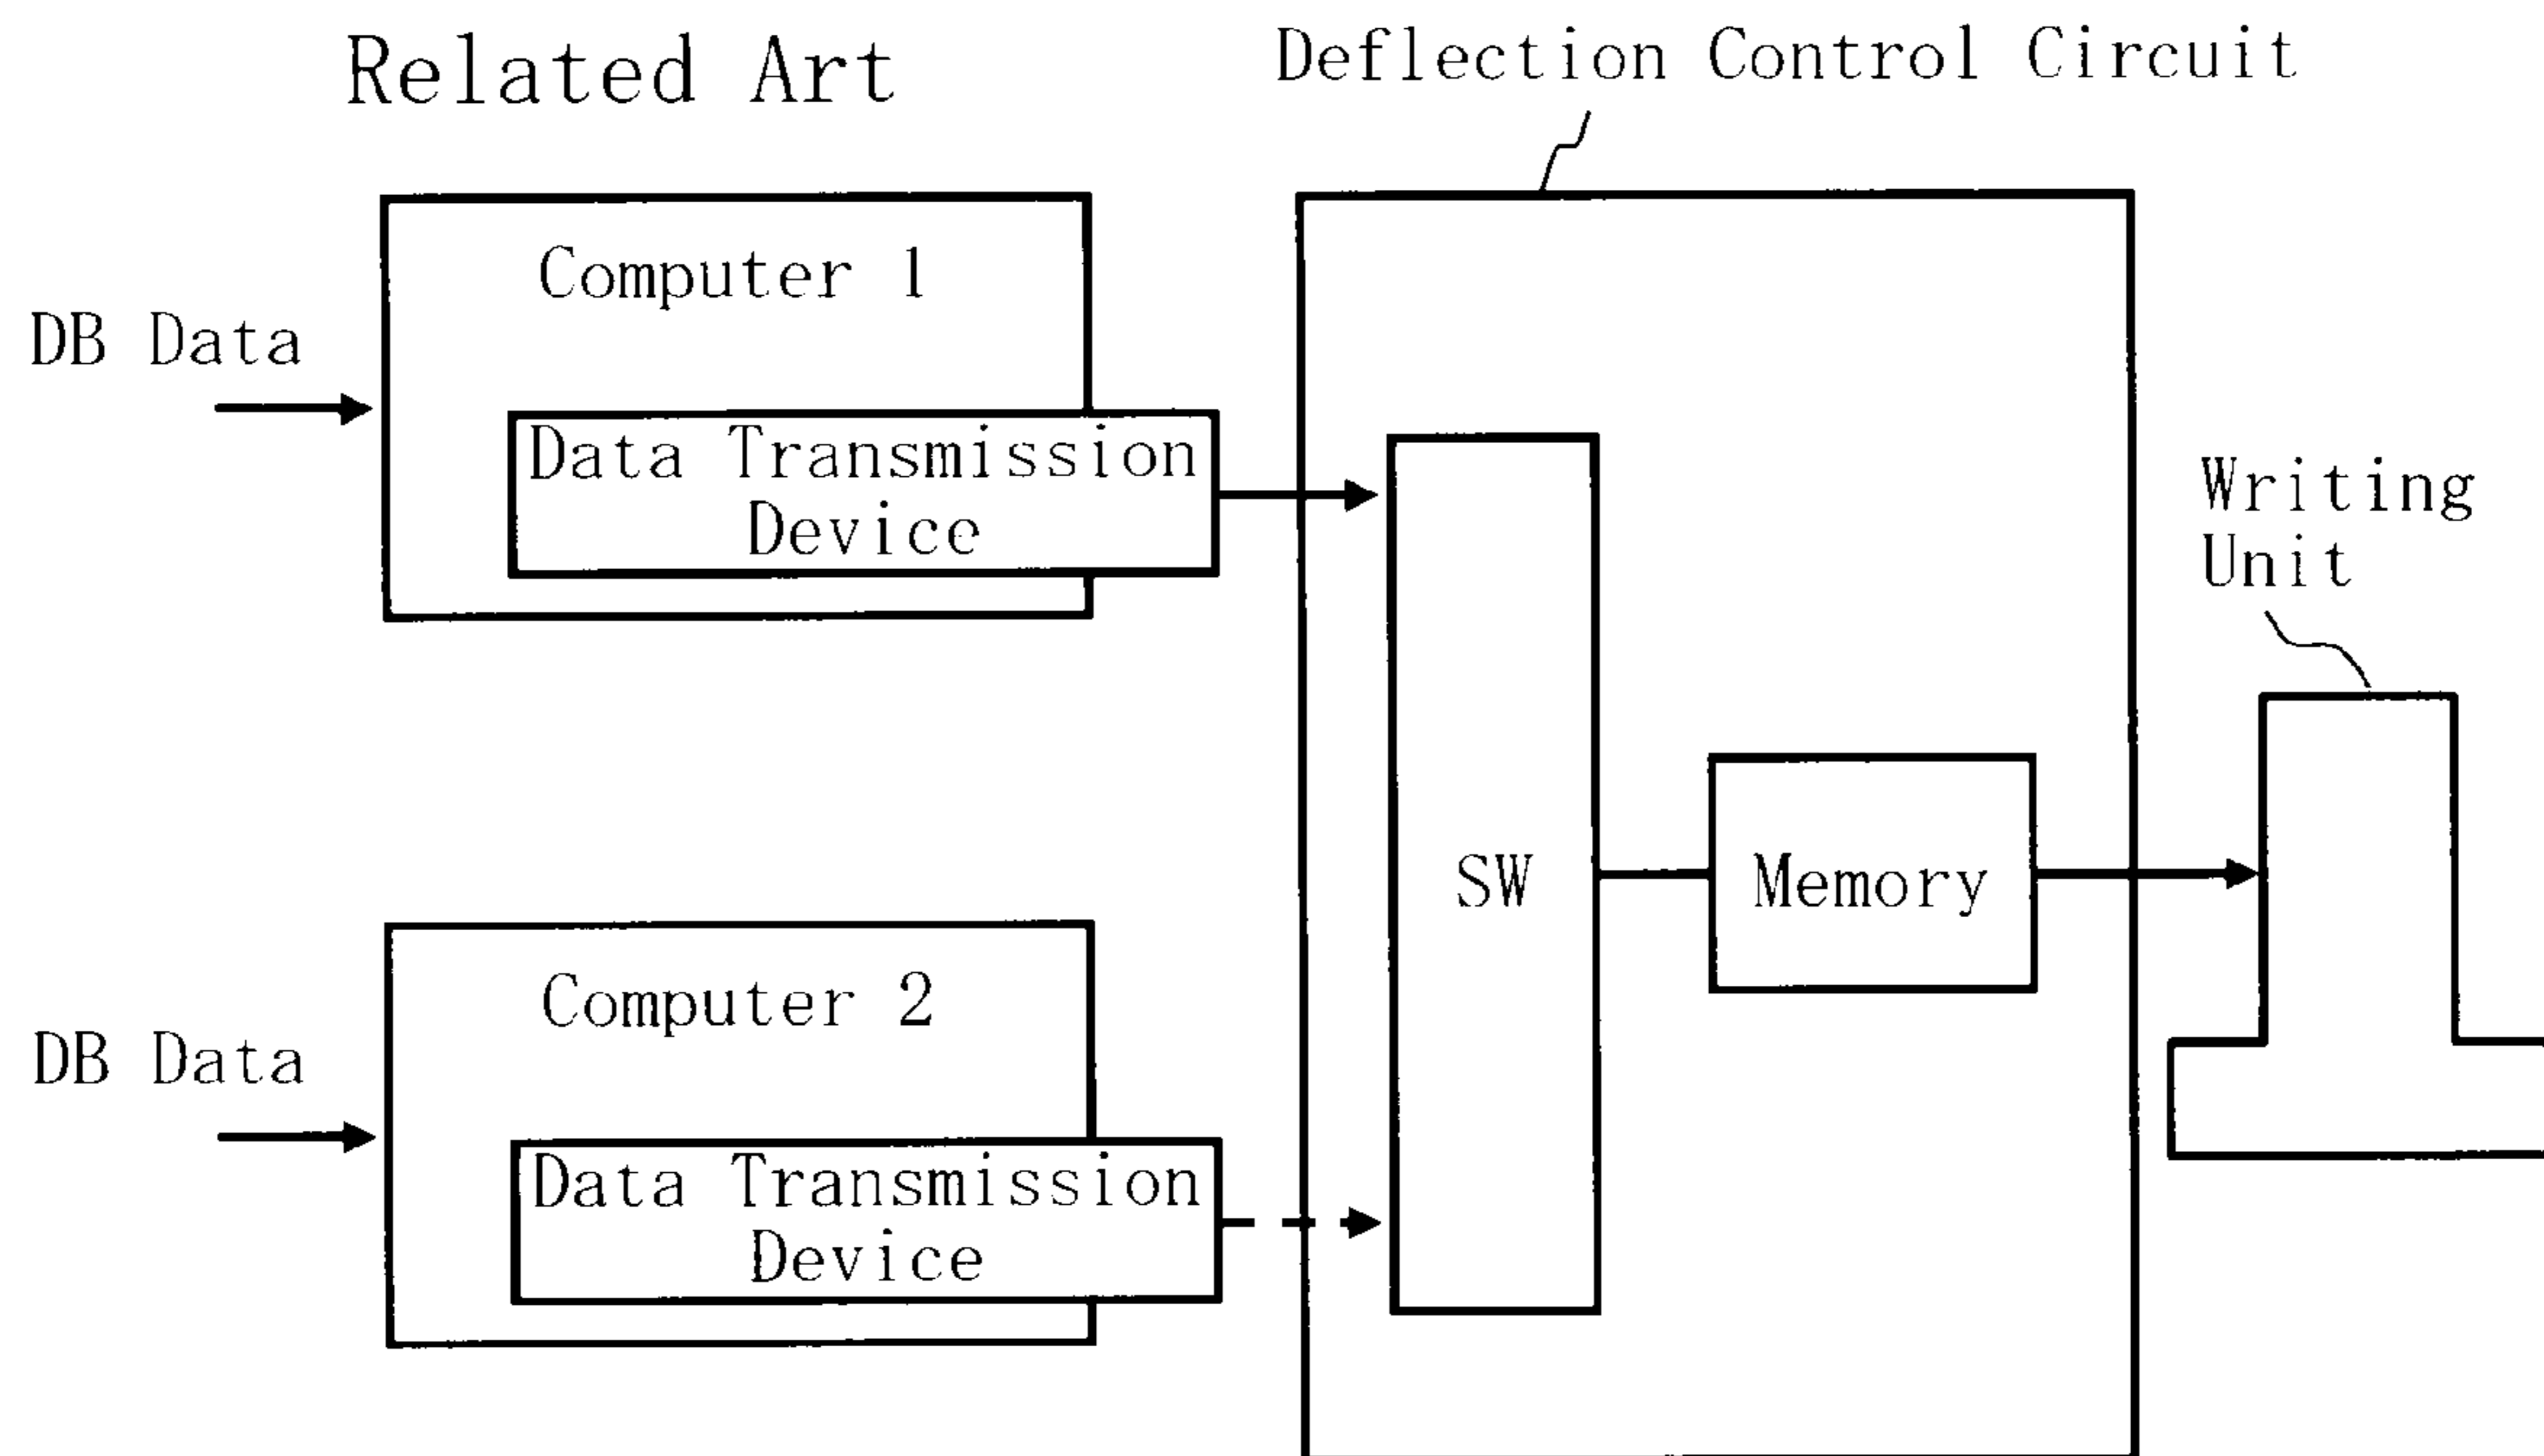 Related Art
Deflection Control Circuit
Computer 1
DB Data
Data Transmission
Device
Writing
Unit
SW
Memory
Computer 2
DB Data
Data Transmission
Device